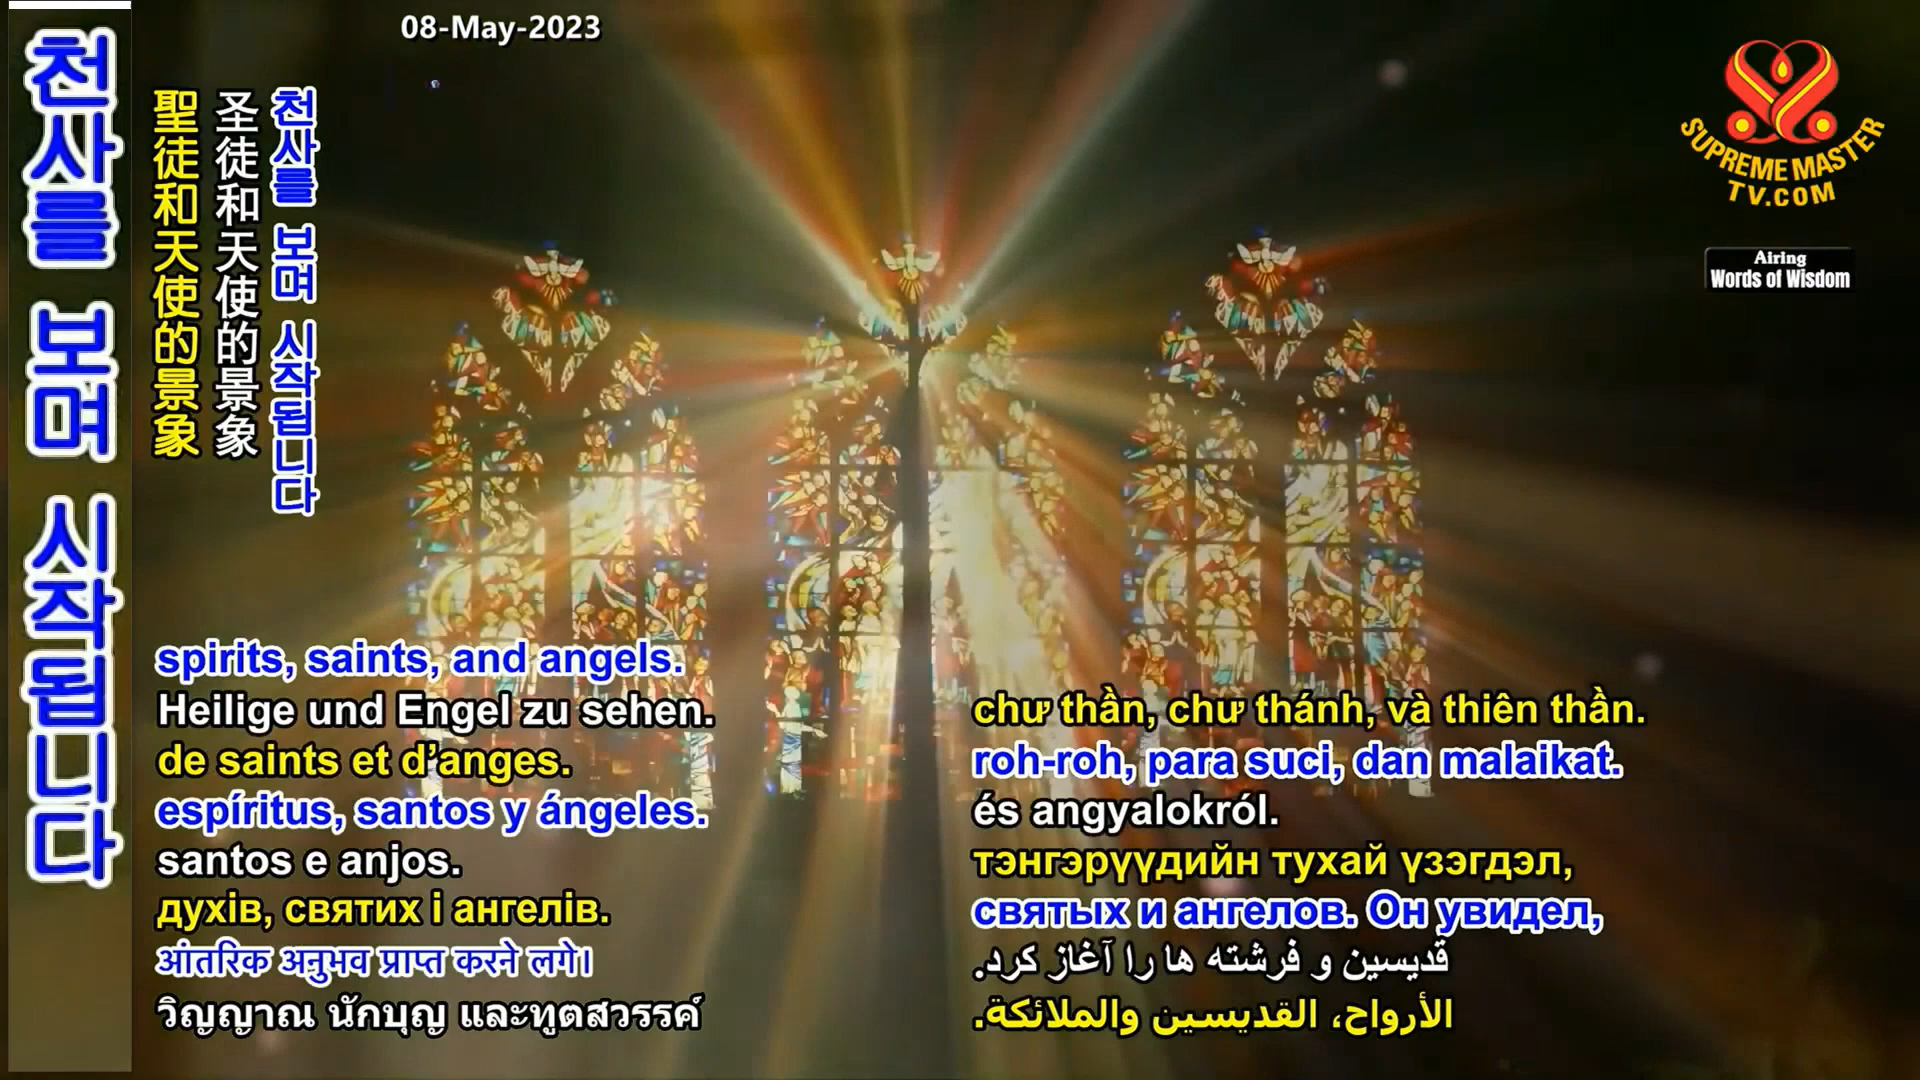 08-May-2023
천사를 보며 시작됩니다
聖徒和天使的景象
圣徒和天使的景象
천사를 보며 시작됩니다
SUPREME MASTER
TV.COM
Airing
Words of Wisdom
spirits, saints, and angels.
Heilige und Engel zu sehen.
de saints et d’anges.
espíritus, santos y ángeles.
santos e anjos.
духів, святих і ангелів.
आंतरिक अनुभव प्राप्त करने लगे।
วิญญาณ นักบุญ และทูตสวรรค์
chư thần, chư thánh, và thiên thần.
roh-roh, para suci, dan malaikat.
és angyalokról.
тэнгэрүүдийн тухай үзэгдэл,
святых и ангелов. Он увидел,
قدیسین و فرشته ها را آغاز کرد.
الأرواح، القديسين والملائكة.